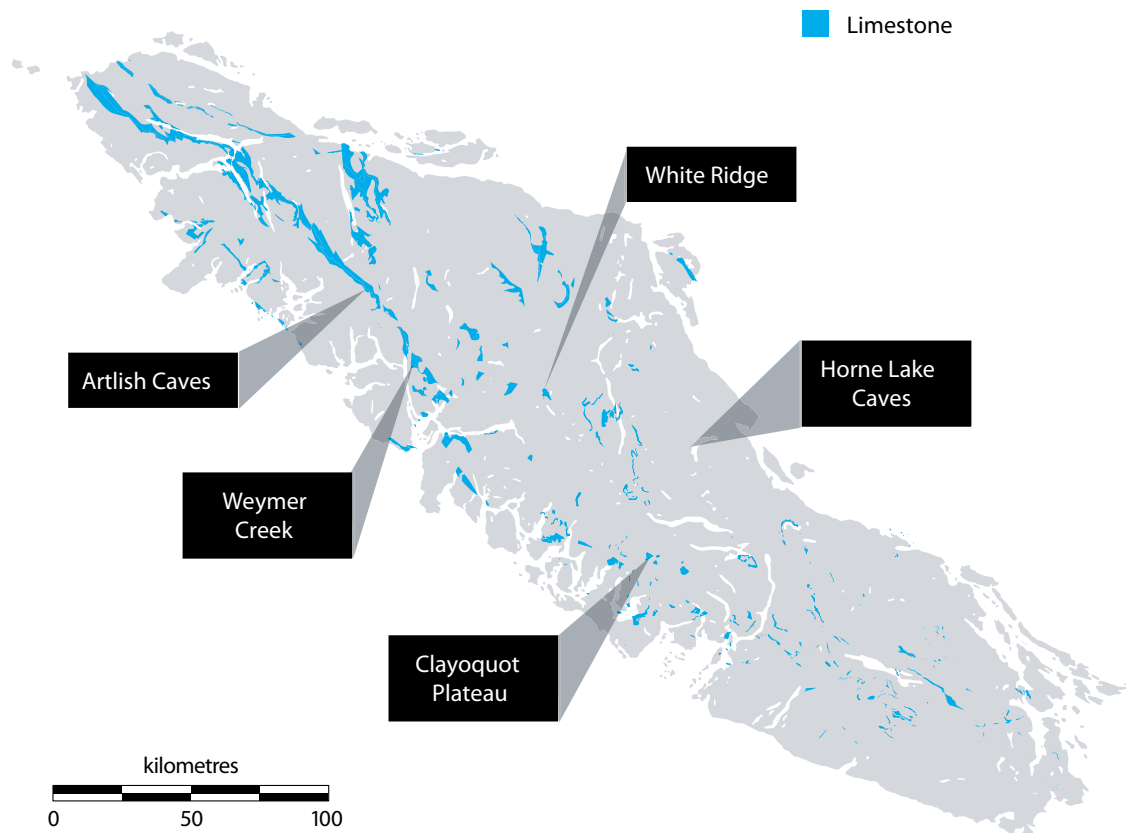 Limestone
White Ridge
Artlish Caves
Horne Lake
Caves
Weymer
Creek
Clayoquot
Plateau
kilometres
0 50 100